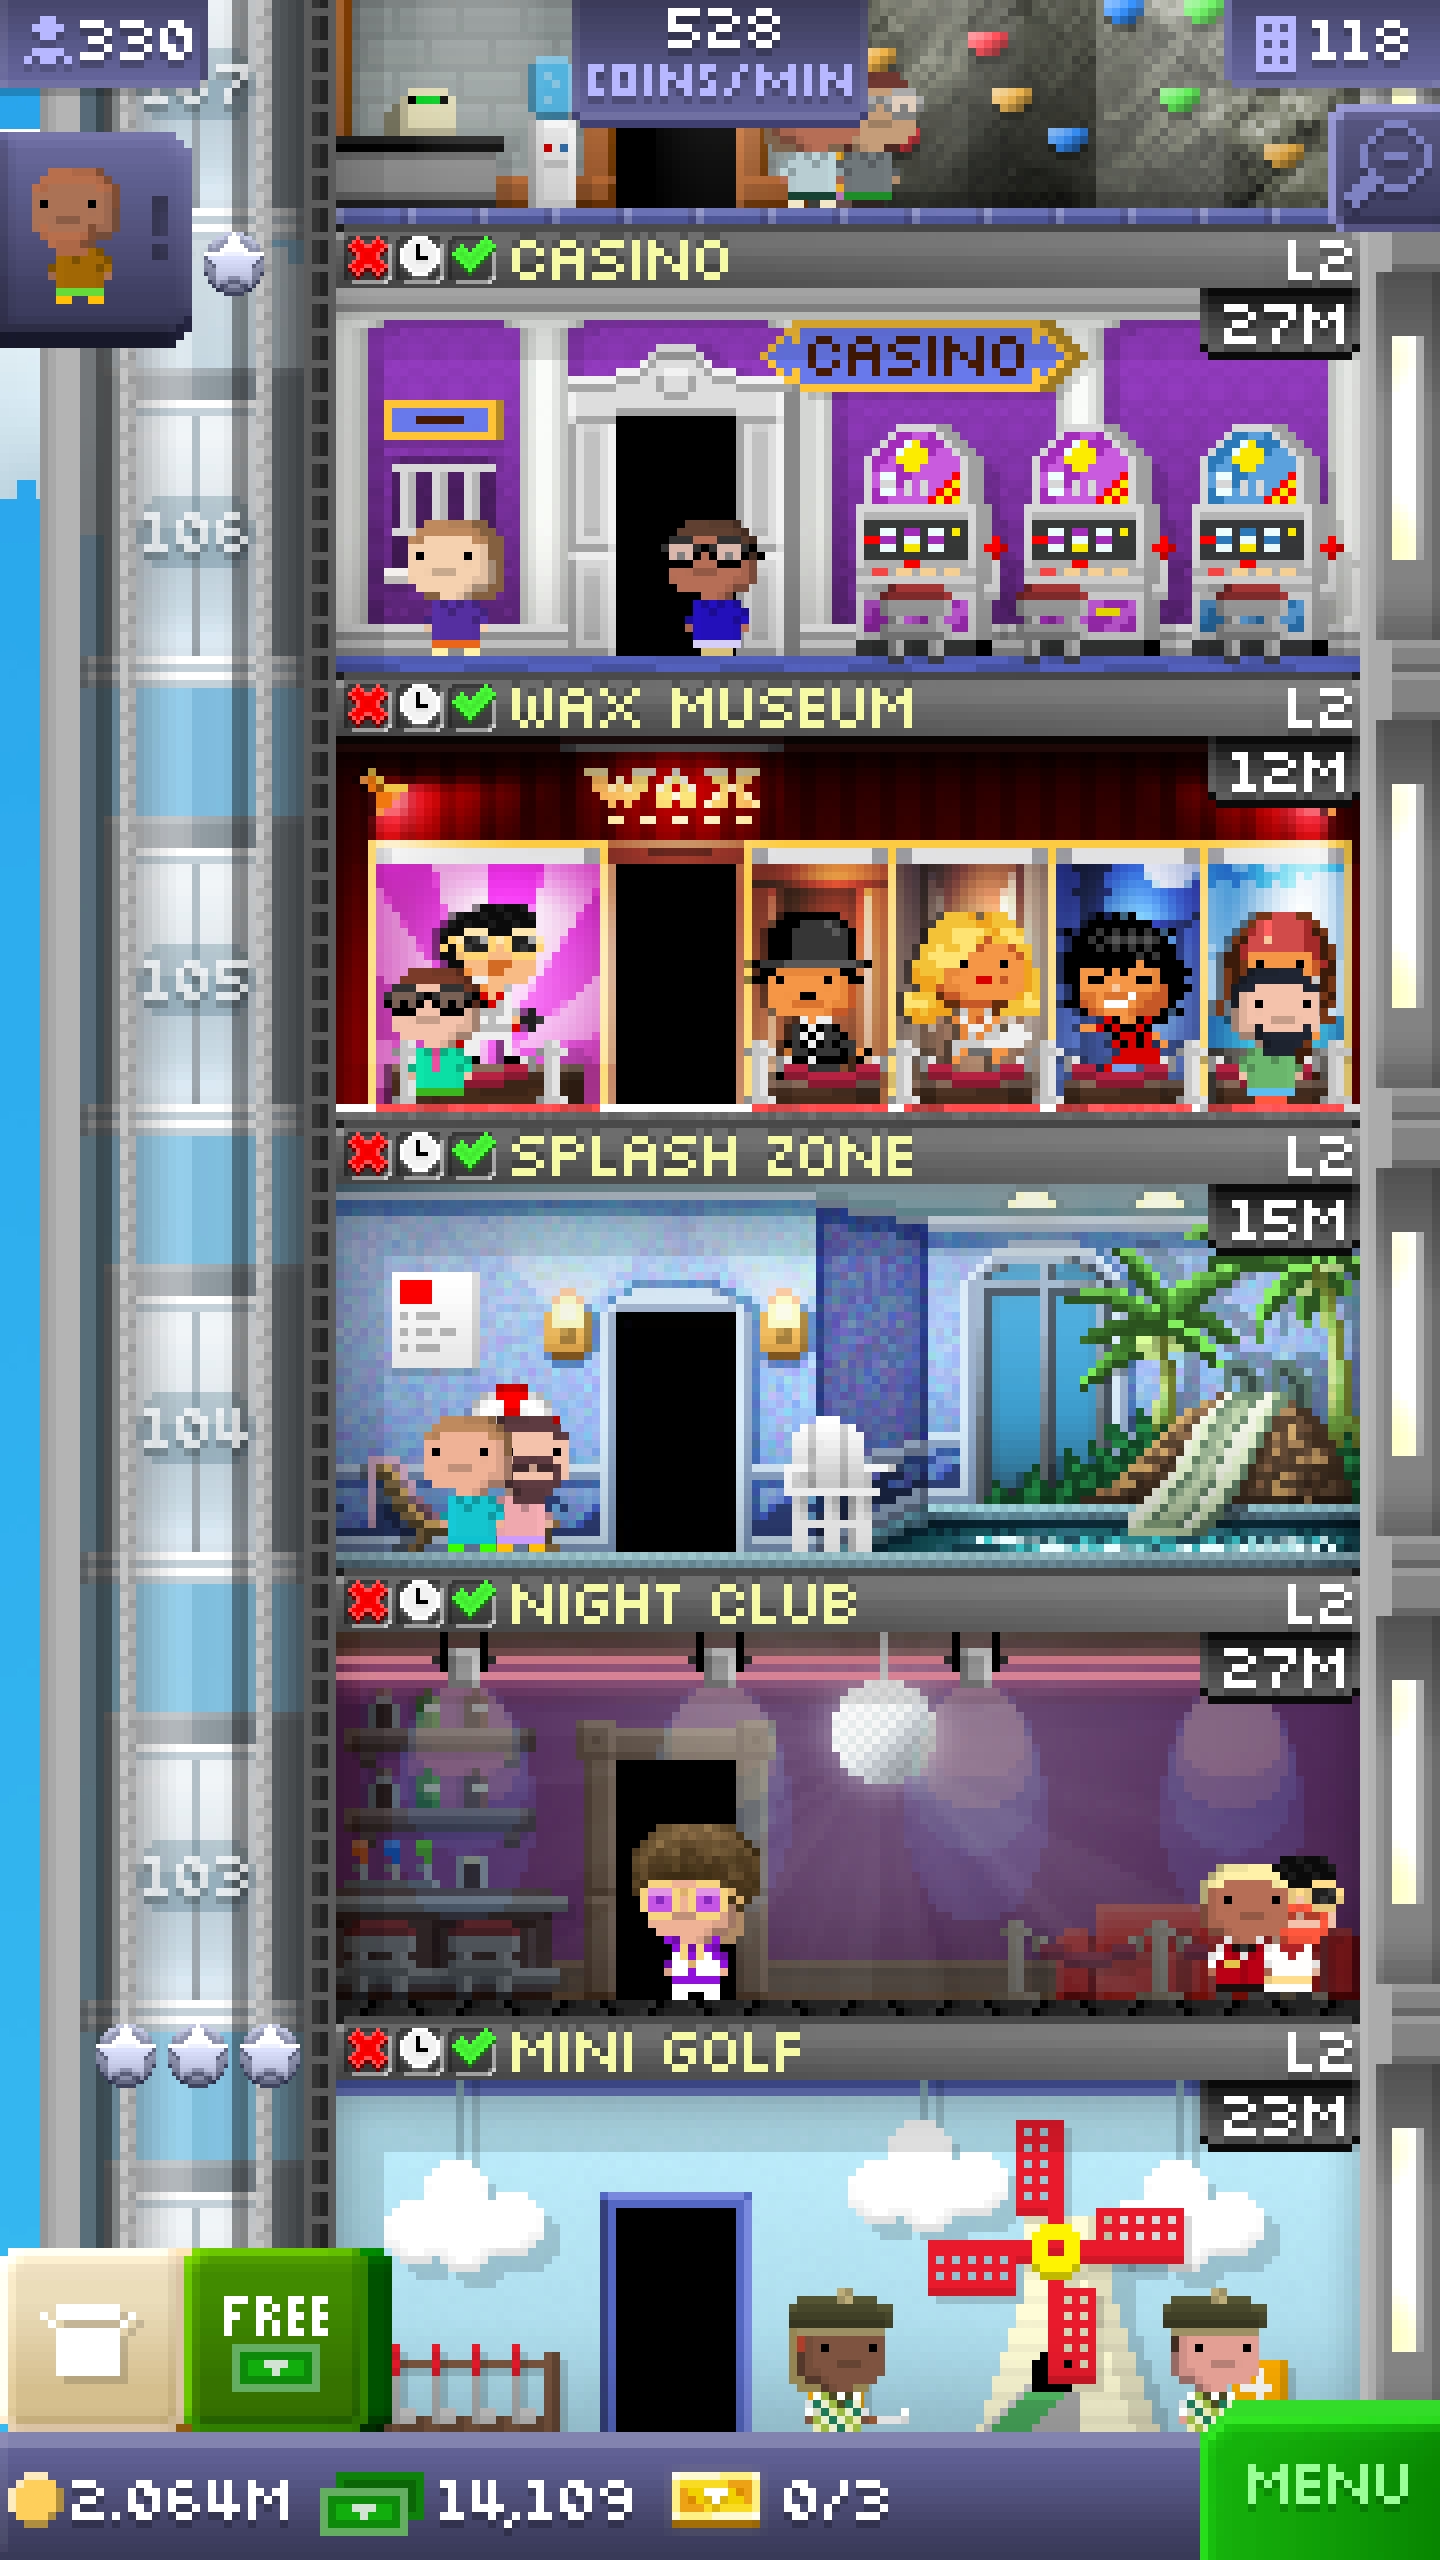 330
528
COINS/MIN
118
107
CASINO L2
27M
CASINO
106
WAX MUSEUM L2
12M
WAX
105
SPLASH ZONE L2
15M
104
NIGHT CLUB L2
27M
103
MINI GOLF L2
23M
FREE
2.064M 14,109 0/3
MENU